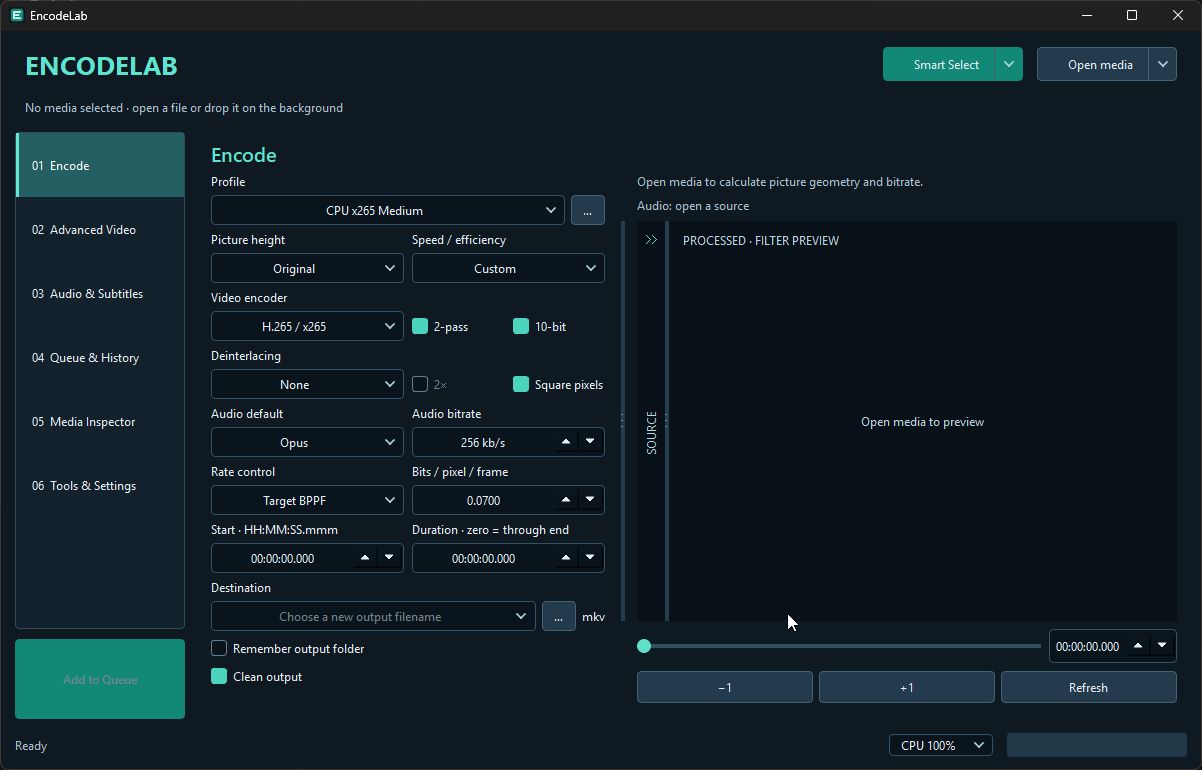 EncodeLab
ENCODELAB
Smart Select
Open media
No media selected · open a file or drop it on the background
01 Encode
02 Advanced Video
03 Audio & Subtitles
04 Queue & History
05 Media Inspector
06 Tools & Settings
Add to Queue
Encode
Profile
CPU x265 Medium
...
Picture height
Speed / efficiency
Original
Custom
Video encoder
H.265 / x265
2-pass
10-bit
Deinterlacing
None
2×
Square pixels
Audio default
Audio bitrate
Opus
256 kb/s
Rate control
Bits / pixel / frame
Target BPPF
0.0700
Start · HH:MM:SS.mmm
Duration · zero = through end
00:00:00.000
00:00:00.000
Destination
Choose a new output filename
...
mkv
Remember output folder
Clean output
Open media to calculate picture geometry and bitrate.
Audio: open a source
SOURCE
PROCESSED · FILTER PREVIEW
Open media to preview
00:00:00.000
−1
+1
Refresh
Ready
CPU 100%